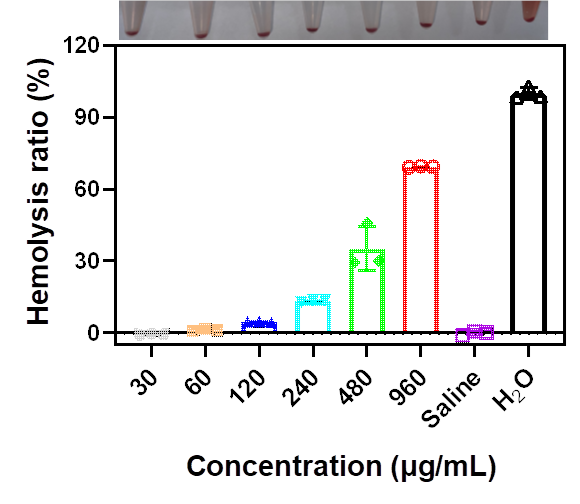 Hemolysis ratio (%)
120
90
60
30
0
30
60
120
240
480
960
Saline
H₂O
Concentration (μg/mL)